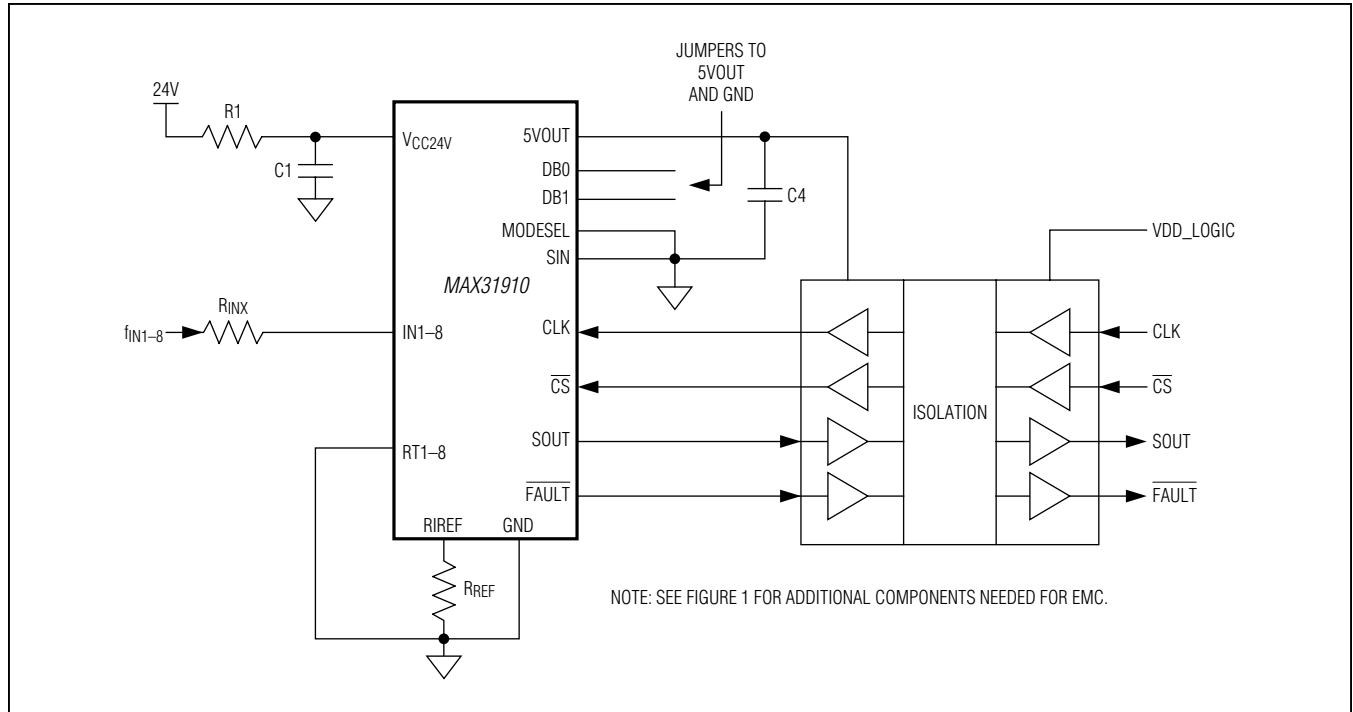 JUMPERS TO
5VOUT
AND GND
24V
R1
C1
VCC24V
5VOUT
DB0
DB1
C4
MODESEL
SIN
VDD_LOGIC
MAX31910
fIN1–8
RINX
IN1–8
CLK
CLK
CS
CS
ISOLATION
SOUT
SOUT
RT1–8
FAULT
FAULT
RIREF
GND
RREF
NOTE: SEE FIGURE 1 FOR ADDITIONAL COMPONENTS NEEDED FOR EMC.